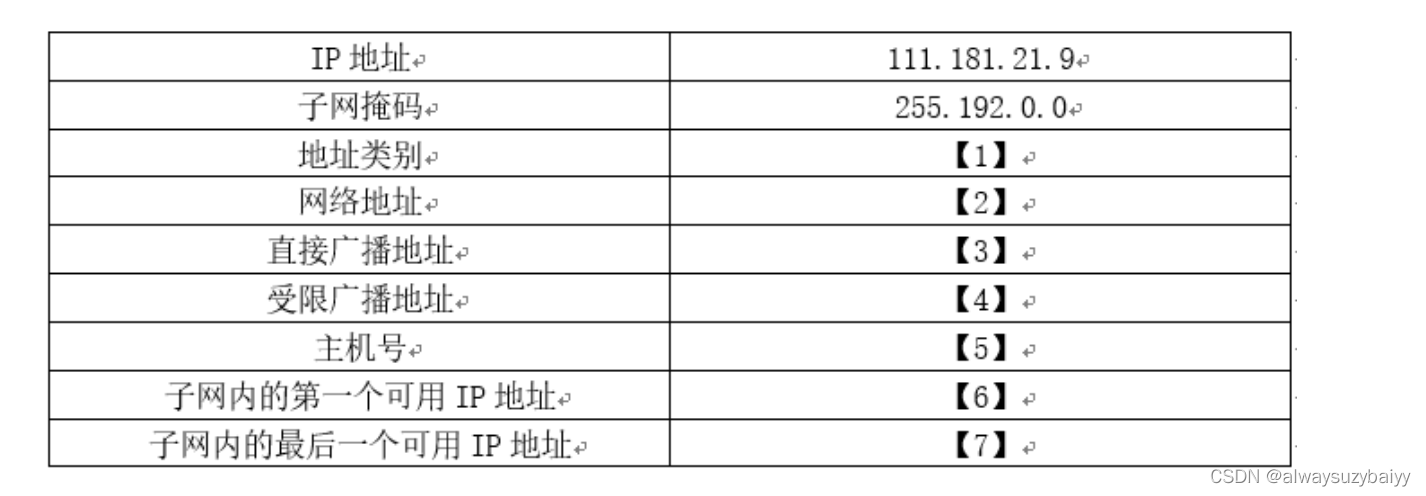 IP 地址 111.181.21.9
子网掩码 255.192.0.0
地址类别 【1】
网络地址 【2】
直接广播地址 【3】
受限广播地址 【4】
主机号 【5】
子网内的第一个可用 IP 地址 【6】
子网内的最后一个可用 IP 地址 【7】
CSDN @alwaysuzybaiyy